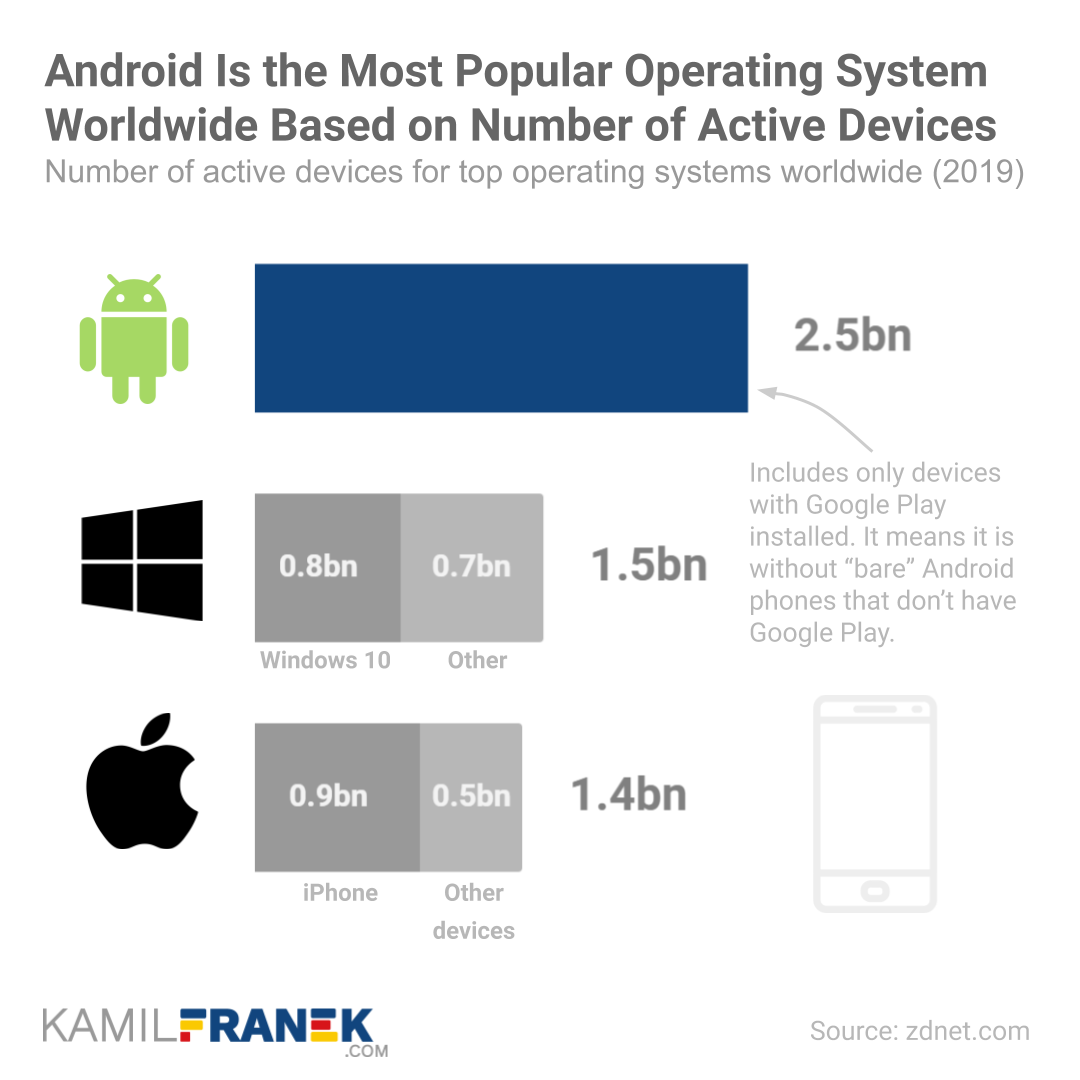 Android Is the Most Popular Operating System
Worldwide Based on Number of Active Devices
Number of active devices for top operating systems worldwide (2019)
2.5bn
Includes only devices
with Google Play
installed. It means it is
without “bare” Android
phones that don’t have
Google Play.
0.8bn
0.7bn
1.5bn
Windows 10
Other
0.9bn
0.5bn
1.4bn
iPhone
Other
devices
KAMILFRANEK
.COM
Source: zdnet.com